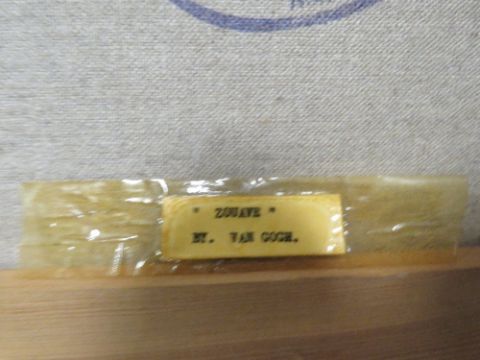 " ZOUAVE "
BY. VAN GOGH.